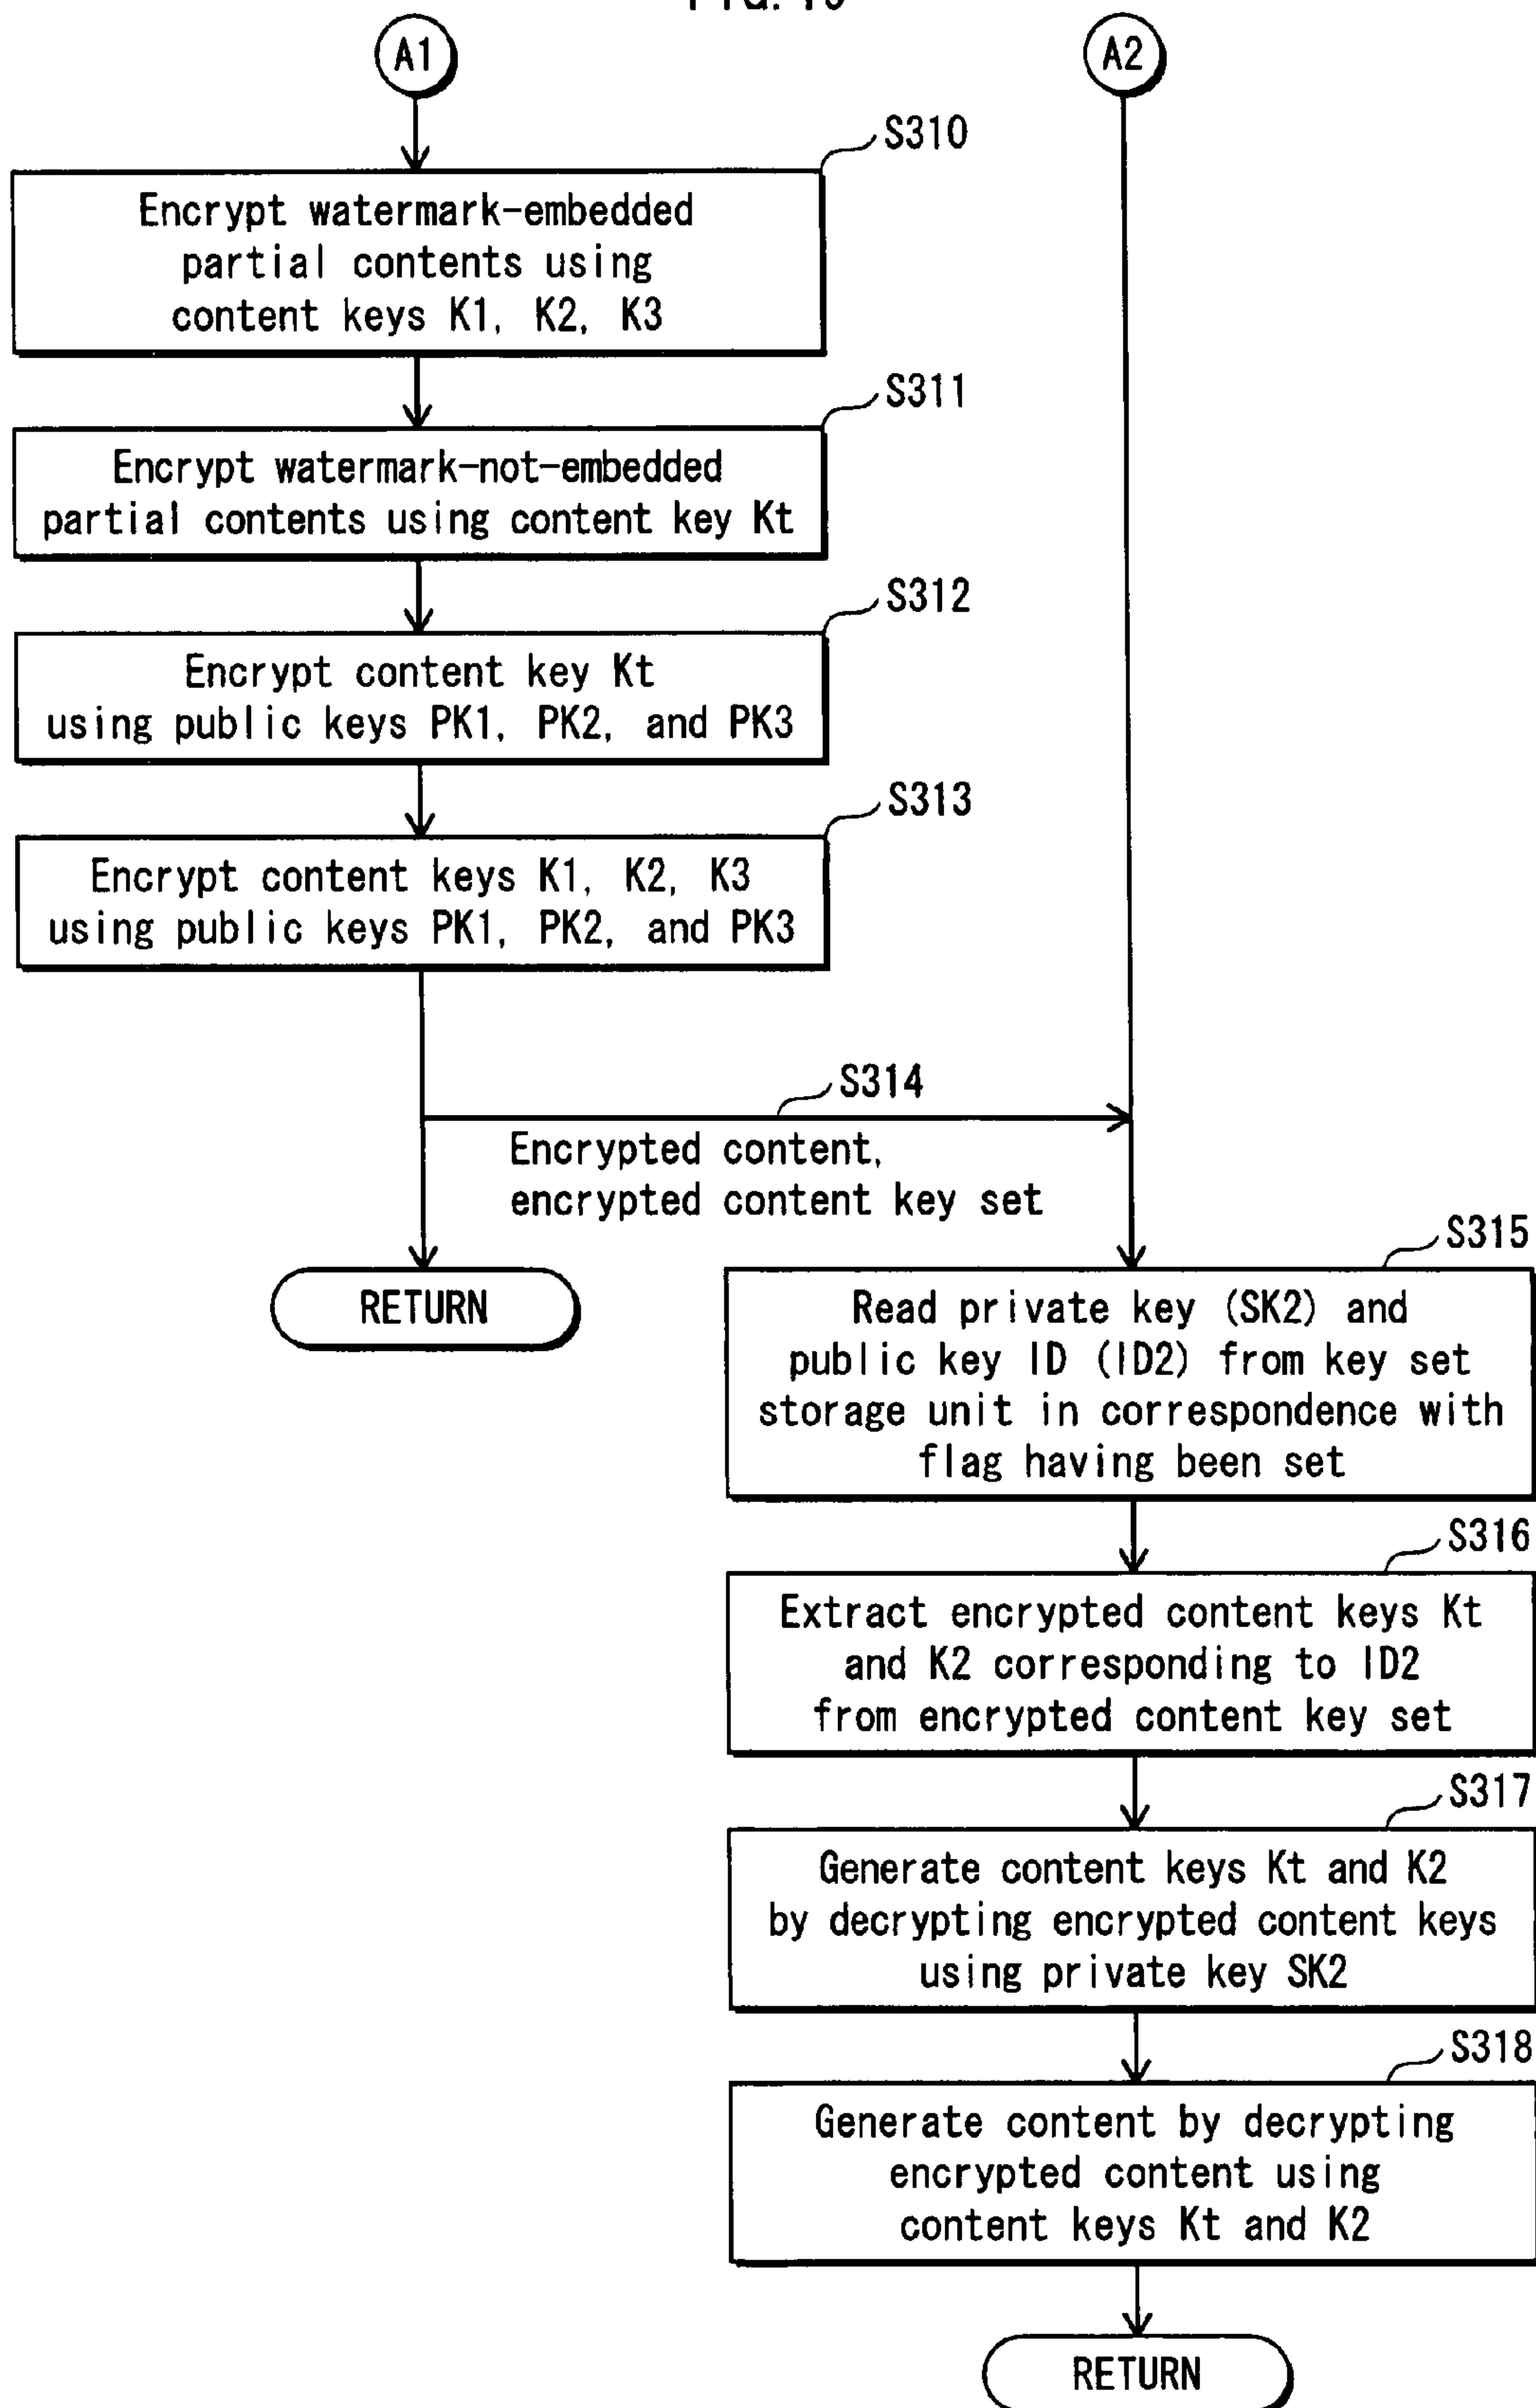 A1
A2
S310
Encrypt watermark-embedded
partial contents using
content keys K1, K2, K3
S311
Encrypt watermark-not-embedded
partial contents using content key Kt
S312
Encrypt content key Kt
using public keys PK1, PK2, and PK3
S313
Encrypt content keys K1, K2, K3
using public keys PK1, PK2, and PK3
S314
Encrypted content,
encrypted content key set
RETURN
S315
Read private key (SK2) and
public key ID (ID2) from key set
storage unit in correspondence with
flag having been set
S316
Extract encrypted content keys Kt
and K2 corresponding to ID2
from encrypted content key set
S317
Generate content keys Kt and K2
by decrypting encrypted content keys
using private key SK2
S318
Generate content by decrypting
encrypted content using
content keys Kt and K2
RETURN